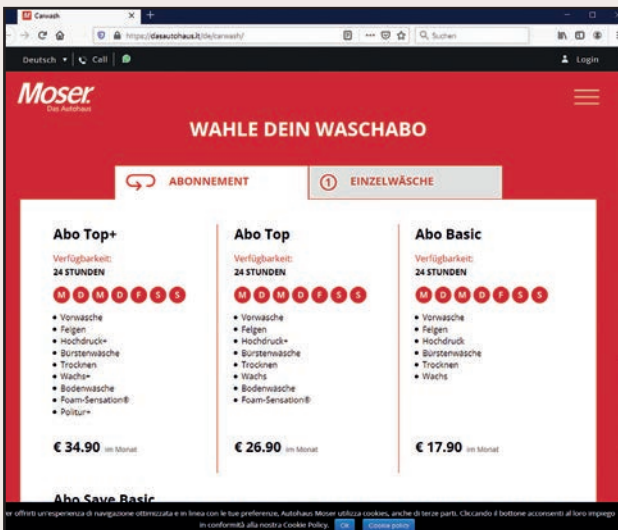 Carwash
https://dasautohaus.it/de/carwash/
Suchen
Deutsch
Call
Login
Moser.
Das Autohaus
WAHLE DEIN WASCHABO
ABONNEMENT
1 EINZELWÄSCHE
Abo Top+
Verfügbarkeit:
24 STUNDEN
M D M D F S S
• Vorwasche
• Felgen
• Hochdruck+
• Bürstenwäsche
• Trocknen
• Wachs+
• Bodenwäsche
• Foam-Sensation®
• Politur+
€ 34.90 im Monat
Abo Top
Verfügbarkeit:
24 STUNDEN
M D M D F S S
• Vorwasche
• Felgen
• Hochdruck+
• Bürstenwäsche
• Trocknen
• Wachs
• Bodenwäsche
• Foam-Sensation®
€ 26.90 im Monat
Abo Basic
Verfügbarkeit:
24 STUNDEN
M D M D F S S
• Vorwasche
• Felgen
• Hochdruck
• Bürstenwäsche
• Trocknen
• Wachs
€ 17.90 im Monat
Abo Save Basic
er offrirti un'esperienza di navigazione ottimizzata e in linea con le tue preferenze, Autohaus Moser utilizza cookies, anche di terze parti. Cliccando il bottone acconsenti al loro impiego
in conformità alla nostra Cookie Policy. OK Cookie policy